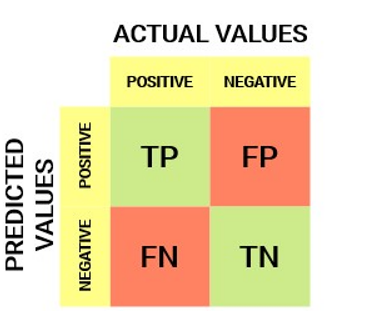 ACTUAL VALUES
POSITIVE NEGATIVE
PREDICTED
VALUES
POSITIVE
TP FP
NEGATIVE
FN TN